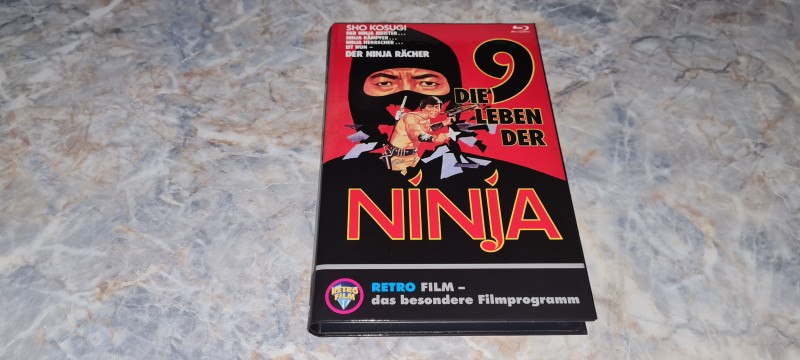 SHO KOSUGI
DER NINJA MEISTER...
NINJA KÄMPFER...
NINJA HERRSCHER...
IST NUN –
DER NINJA RÄCHER
DIE 9
LEBEN
DER
NINJA
RETRO FILM
RETRO FILM –
das besondere Filmprogramm